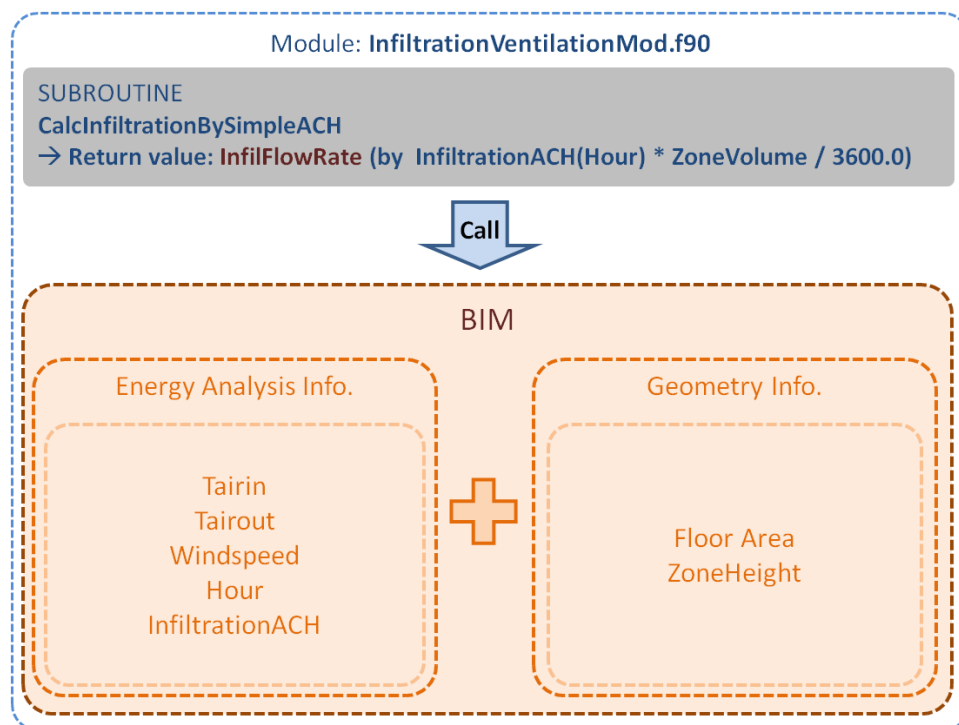 Module: InfiltrationVentilationMod.f90
SUBROUTINE
CalcInfiltrationBySimpleACH
→ Return value: InfilFlowRate (by InfiltrationACH(Hour) * ZoneVolume / 3600.0)
Call
BIM
Energy Analysis Info.
Tairin
Tairout
Windspeed
Hour
InfiltrationACH
Geometry Info.
Floor Area
ZoneHeight